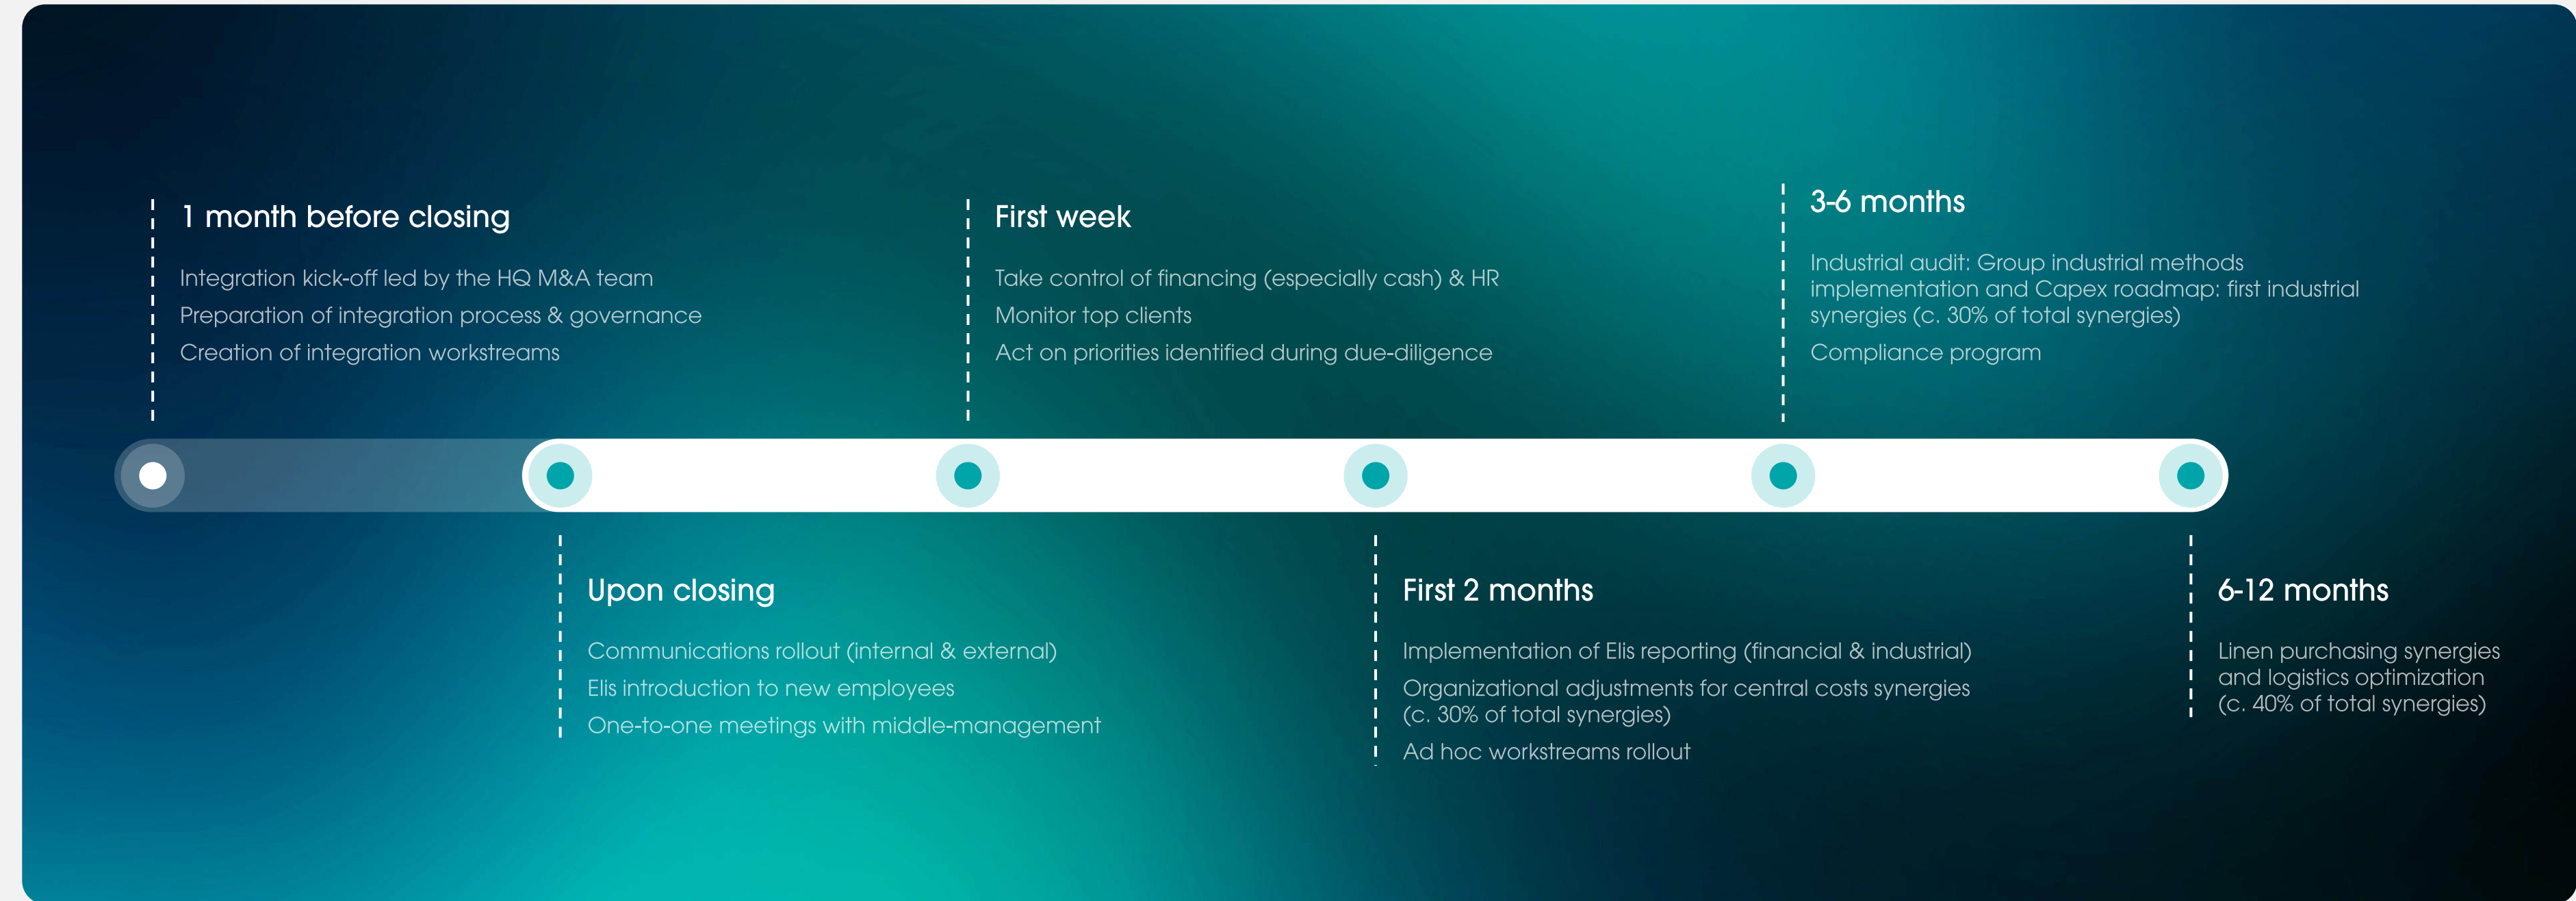 1 month before closing
Integration kick-off led by the HQ M&A team
Preparation of integration process & governance
Creation of integration workstreams
Upon closing
Communications rollout (internal & external)
Elis introduction to new employees
One-to-one meetings with middle-management
First week
Take control of financing (especially cash) & HR
Monitor top clients
Act on priorities identified during due-diligence
First 2 months
Implementation of Elis reporting (financial & industrial)
Organizational adjustments for central costs synergies
(c. 30% of total synergies)
Ad hoc workstreams rollout
3-6 months
Industrial audit: Group industrial methods
implementation and Capex roadmap: first industrial
synergies (c. 30% of total synergies)
Compliance program
6-12 months
Linen purchasing synergies
and logistics optimization
(c. 40% of total synergies)